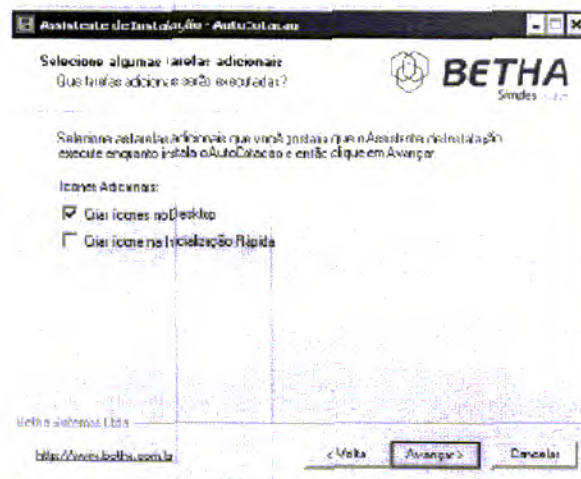 Assistente de Instalação - AutoCotacao
Selecione algumas tarefas adicionais
Que tarefas adicionais serão executadas?
BETHA
Simples
Selecione as tarefas adicionais que você gostaria que o Assistente de Instalação
execute enquanto instala o AutoCotacao e então clique em Avançar.
Ícones Adicionais:
Criar ícones no Desktop
Criar ícone na Inicialização Rápida
Betha Sistemas Ltda
http://www.betha.com.br
< Volta
Avançar >
Cancelar